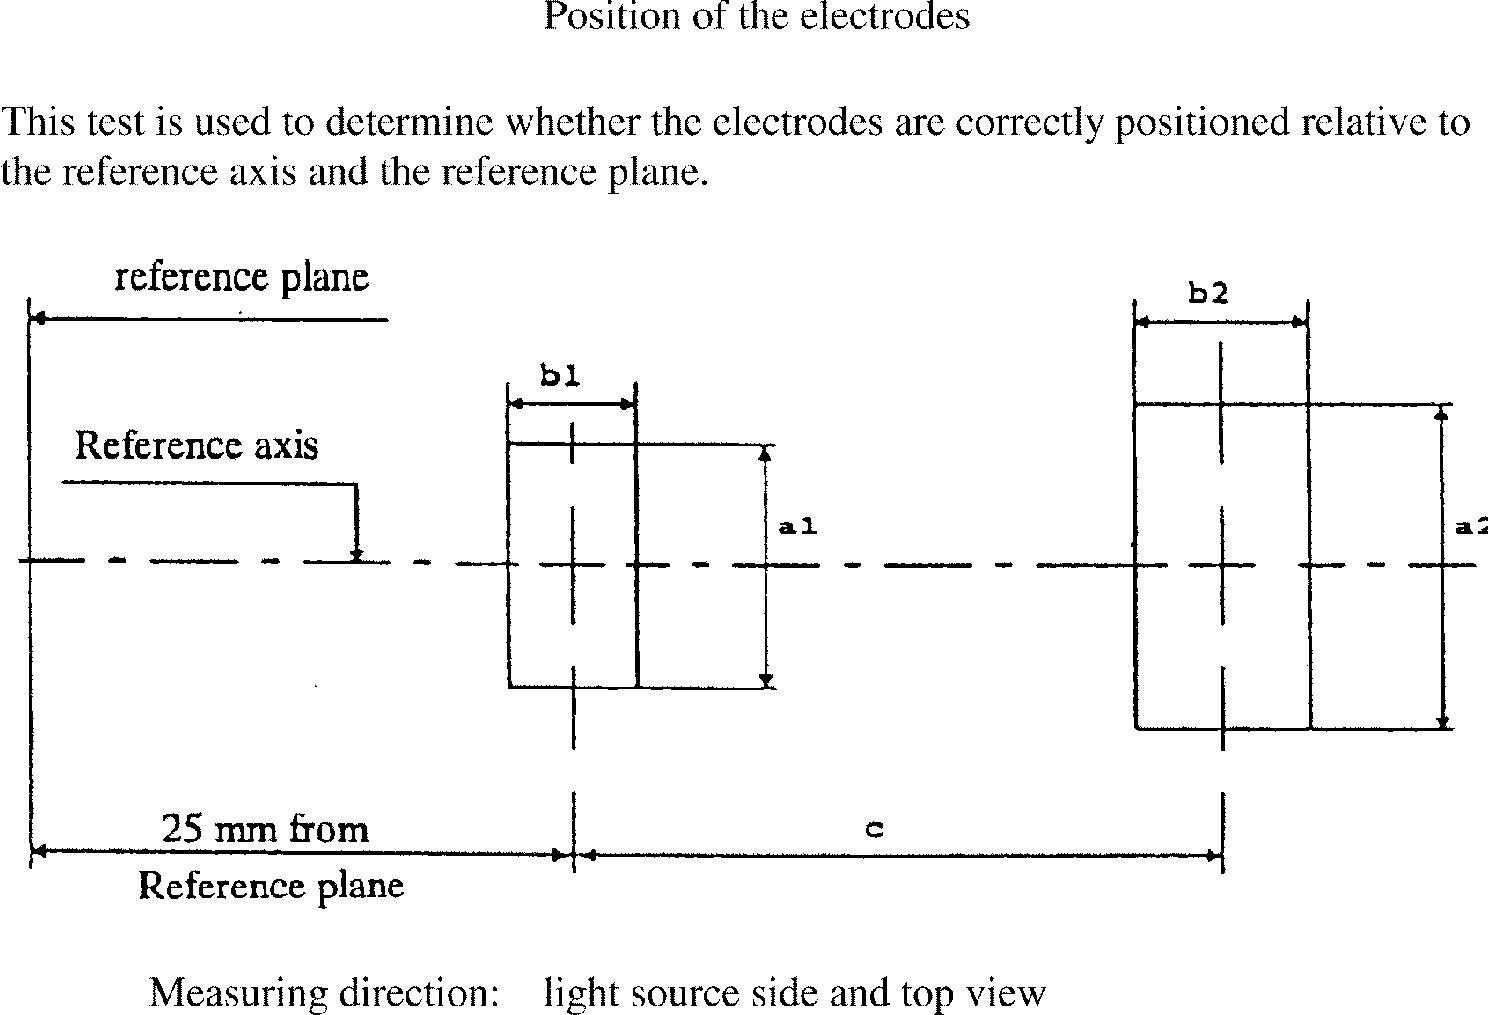 Position of the electrodes
This test is used to determine whether the electrodes are correctly positioned relative to
the reference axis and the reference plane.
reference plane
b2
b1
Reference axis
a1
a2
25 mm from
c
Reference plane
Measuring direction: light source side and top view